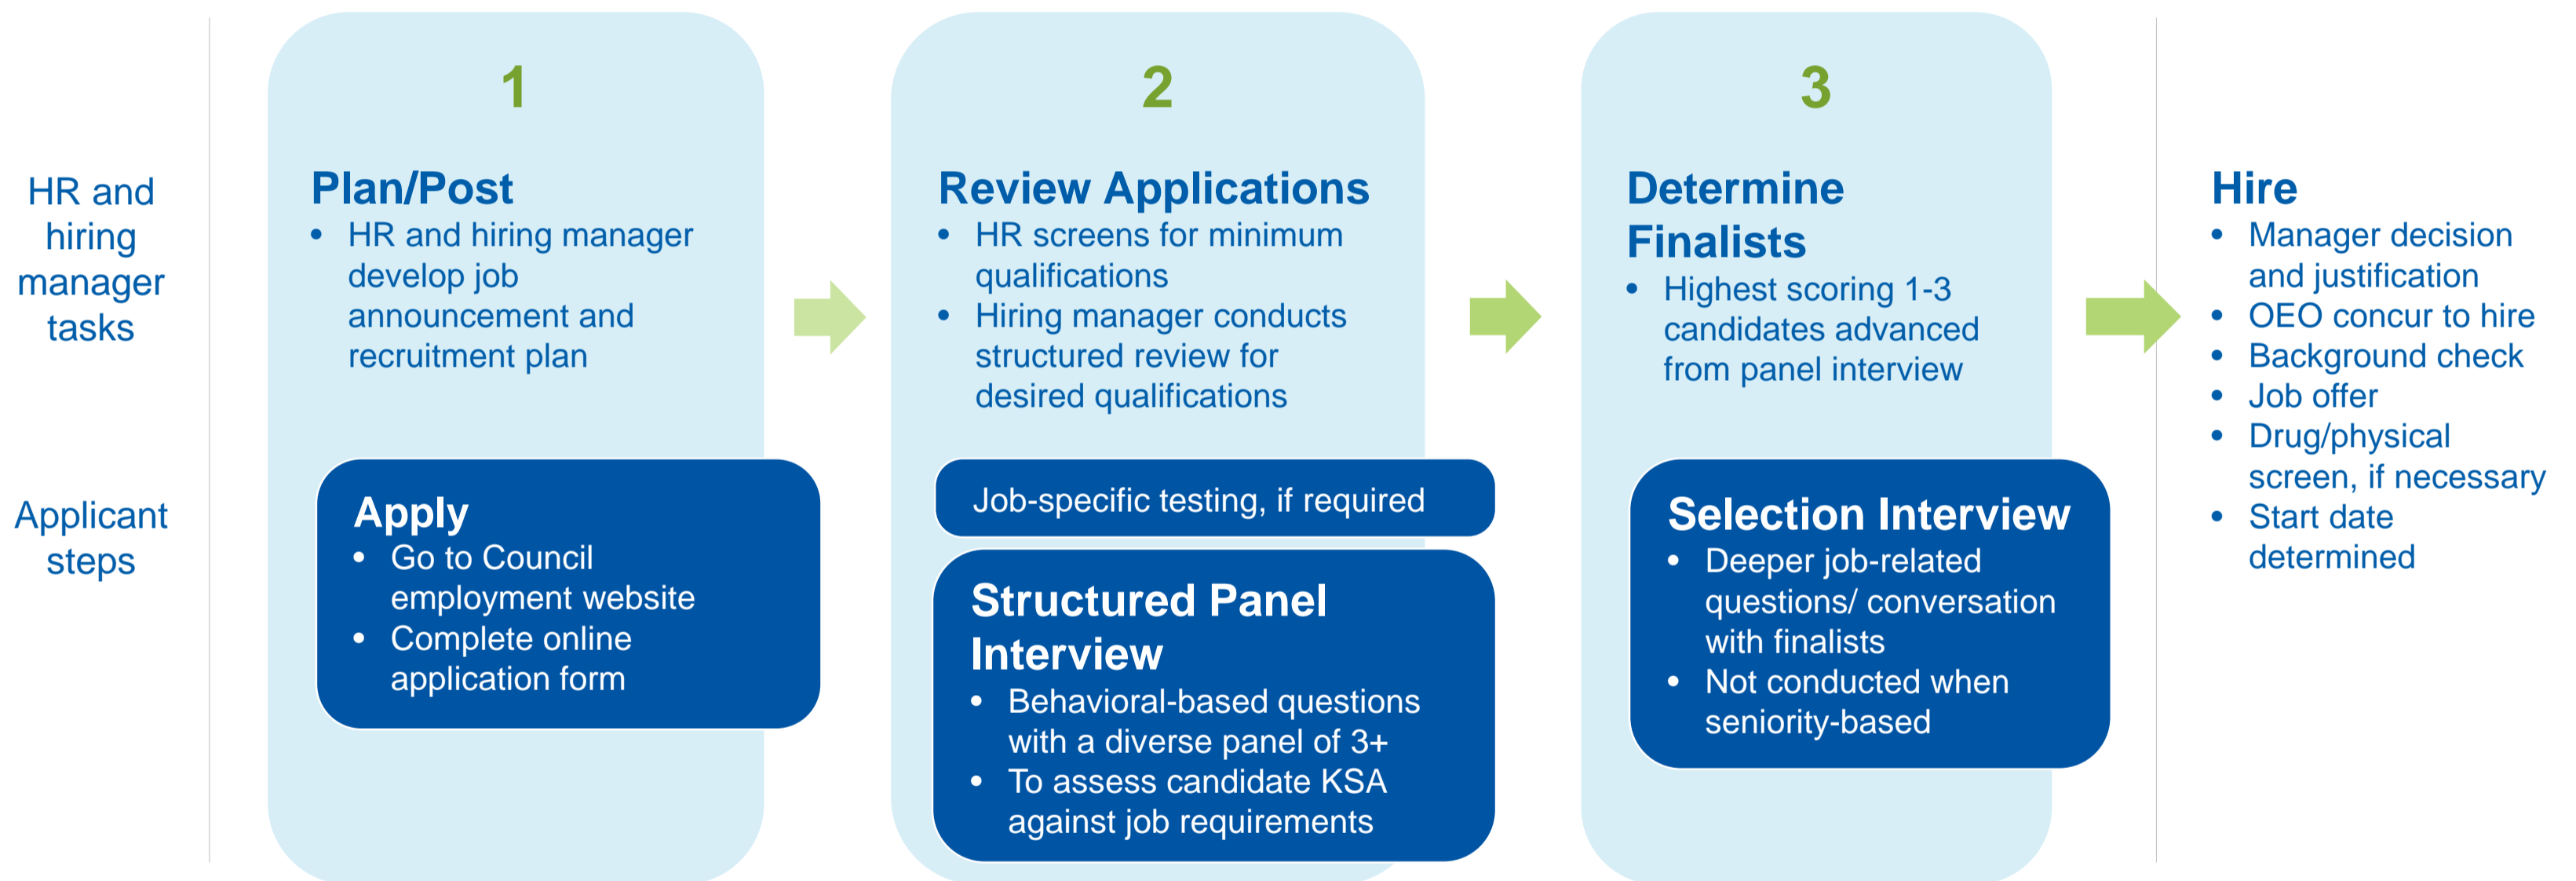 HR and
hiring
manager
tasks
Applicant
steps
1
Plan/Post
• HR and hiring manager
develop job
announcement and
recruitment plan
Apply
• Go to Council
employment website
• Complete online
application form
2
Review Applications
• HR screens for minimum
qualifications
• Hiring manager conducts
structured review for
desired qualifications
Job-specific testing, if required
Structured Panel
Interview
• Behavioral-based questions
with a diverse panel of 3+
• To assess candidate KSA
against job requirements
3
Determine
Finalists
• Highest scoring 1-3
candidates advanced
from panel interview
Selection Interview
• Deeper job-related
questions/ conversation
with finalists
• Not conducted when
seniority-based
Hire
• Manager decision
and justification
• OEO concur to hire
• Background check
• Job offer
• Drug/physical
screen, if necessary
• Start date
determined